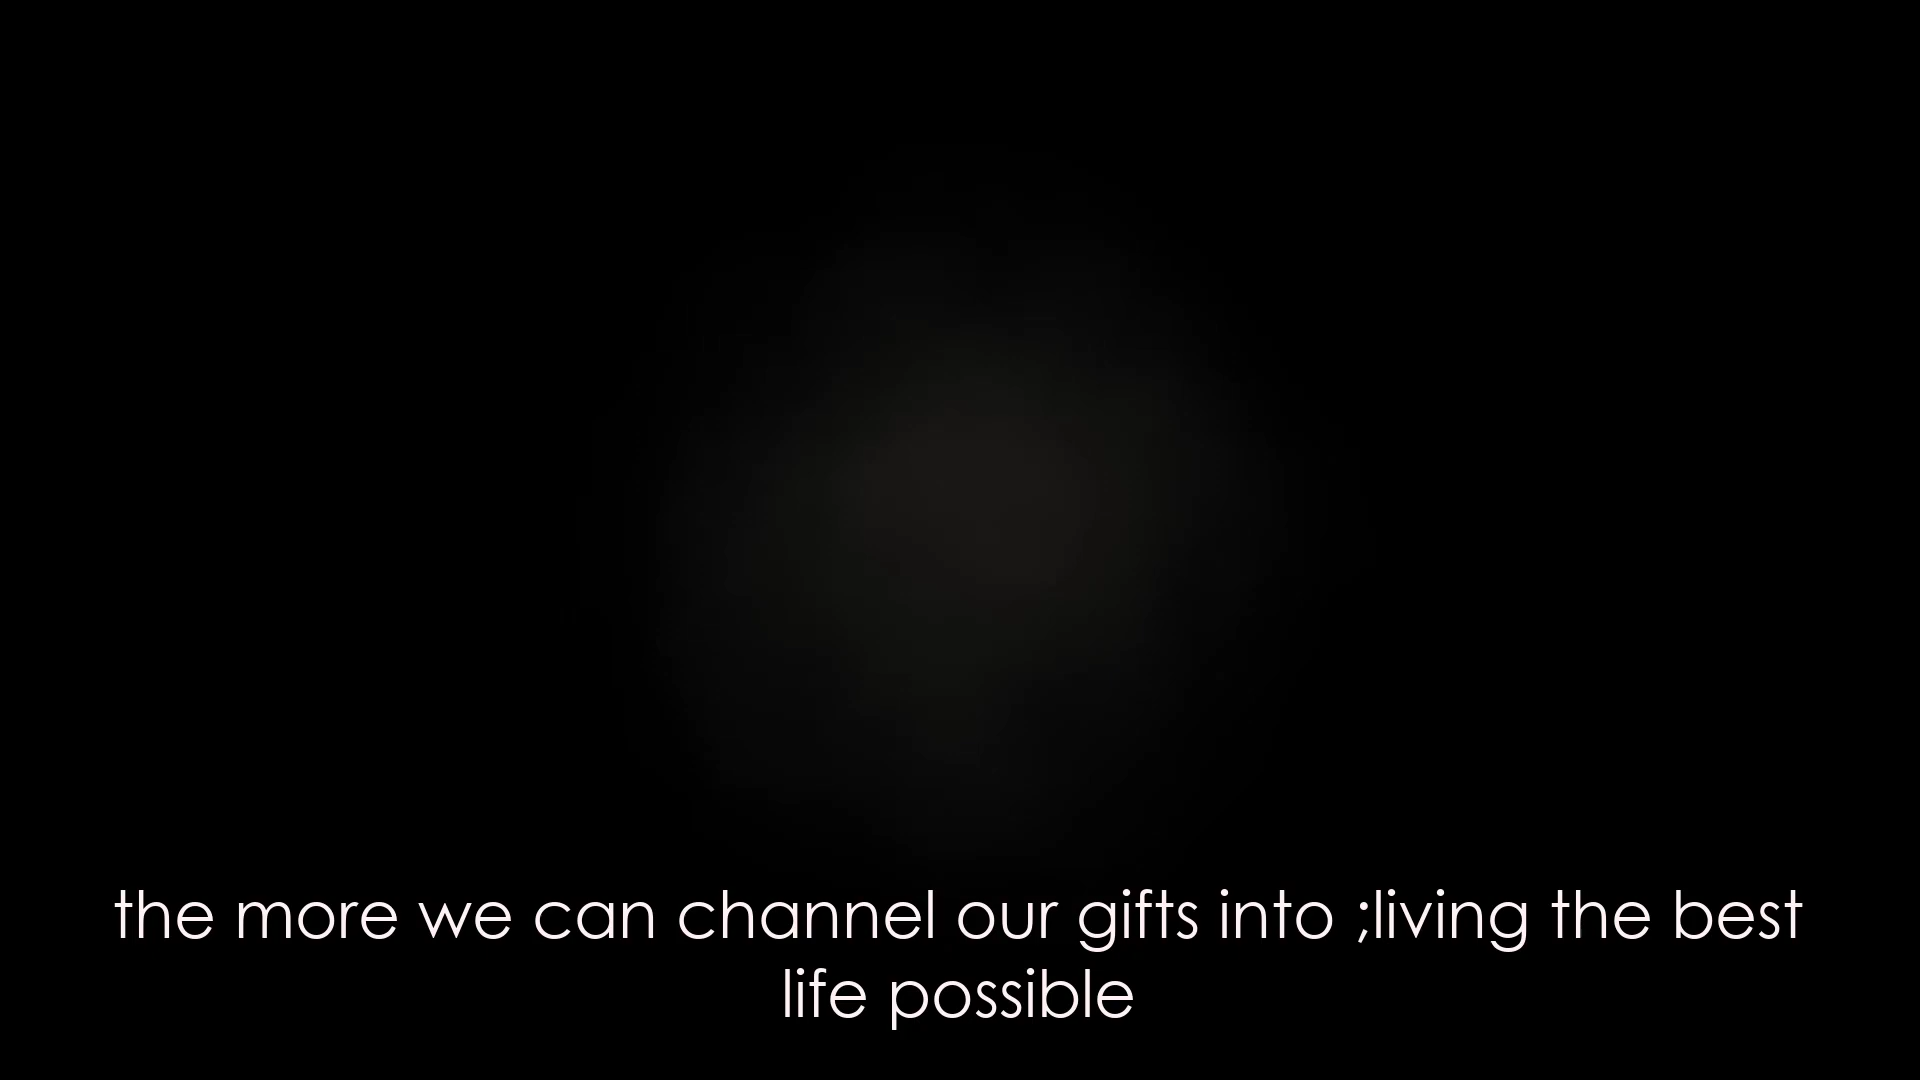 the more we can channel our gifts into ;living the best
life possible